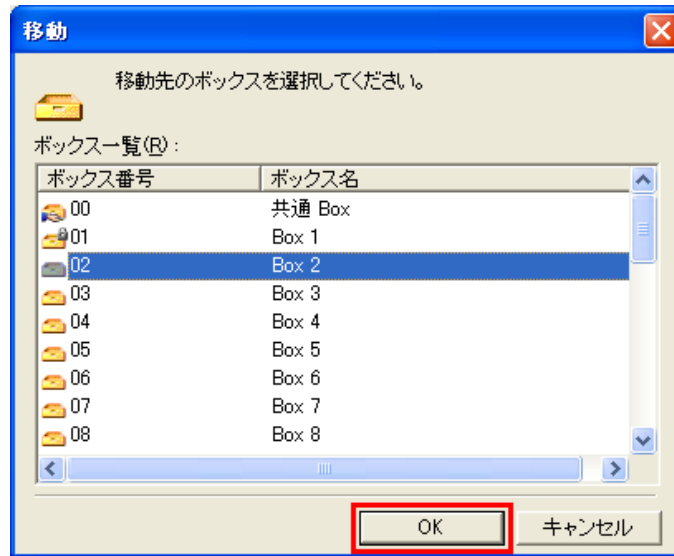 移動
移動先のボックスを選択してください。
ボックス一覧(R):
ボックス番号 ボックス名
00 共通 Box
01 Box 1
02 Box 2
03 Box 3
04 Box 4
05 Box 5
06 Box 6
07 Box 7
08 Box 8
OK キャンセル